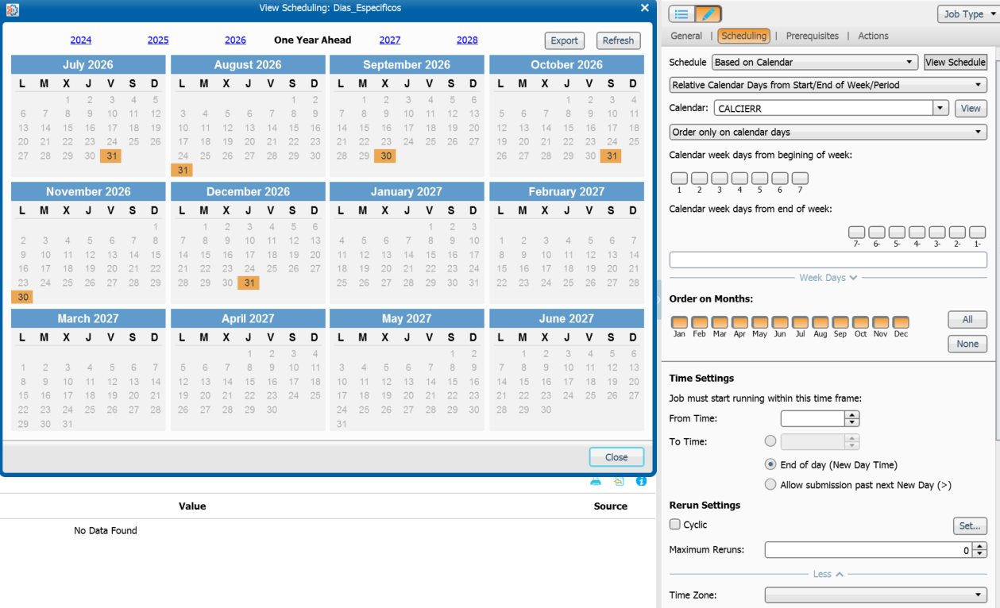 View Scheduling: Dias_Especificos
2024 2025 2026 One Year Ahead 2027 2028 Export Refresh
July 2026 August 2026 September 2026 October 2026
L M X J V S D L M X J V S D L M X J V S D L M X J V S D
1 2 3 4 5 1 2 1 2 3 4 5 6 1 2 3 4
6 7 8 9 10 11 12 3 4 5 6 7 8 9 7 8 9 10 11 12 13 5 6 7 8 9 10 11
13 14 15 16 17 18 19 10 11 12 13 14 15 16 14 15 16 17 18 19 20 12 13 14 15 16 17 18
20 21 22 23 24 25 26 17 18 19 20 21 22 23 21 22 23 24 25 26 27 19 20 21 22 23 24 25
27 28 29 30 31 24 25 26 27 28 29 30 28 29 30 26 27 28 29 30 31
31
November 2026 December 2026 January 2027 February 2027
L M X J V S D L M X J V S D L M X J V S D L M X J V S D
1 1 2 3 4 5 6 1 2 3
2 3 4 5 6 7 8 7 8 9 10 11 12 13 4 5 6 7 8 9 10 1 2 3 4 5 6 7
9 10 11 12 13 14 15 14 15 16 17 18 19 20 11 12 13 14 15 16 17 8 9 10 11 12 13 14
16 17 18 19 20 21 22 21 22 23 24 25 26 27 18 19 20 21 22 23 24 15 16 17 18 19 20 21
23 24 25 26 27 28 29 28 29 30 31 25 26 27 28 29 30 31 22 23 24 25 26 27 28
30
March 2027 April 2027 May 2027 June 2027
L M X J V S D L M X J V S D L M X J V S D L M X J V S D
1 2 3 4 1 2 1 2 3 4 5 6
1 2 3 4 5 6 7 5 6 7 8 9 10 11 3 4 5 6 7 8 9 7 8 9 10 11 12 13
8 9 10 11 12 13 14 12 13 14 15 16 17 18 10 11 12 13 14 15 16 14 15 16 17 18 19 20
15 16 17 18 19 20 21 19 20 21 22 23 24 25 17 18 19 20 21 22 23 21 22 23 24 25 26 27
22 23 24 25 26 27 28 26 27 28 29 30 24 25 26 27 28 29 30 28 29 30
29 30 31 31
Close
Value Source
No Data Found
Job Type
General | Scheduling | Prerequisites | Actions
Schedule Based on Calendar View Schedule
Relative Calendar Days from Start/End of Week/Period
Calendar: CALCIERR View
Order only on calendar days
Calendar week days from begining of week:
1 2 3 4 5 6 7
Calendar week days from end of week:
7- 6- 5- 4- 3- 2- 1-
Week Days
Order on Months:
All
Jan Feb Mar Apr May Jun Jul Aug Sep Oct Nov Dec
None
Time Settings
Job must start running within this time frame:
From Time:
To Time:
End of day (New Day Time)
Allow submission past next New Day (>)
Rerun Settings
Cyclic Set...
Maximum Reruns: 0
Less
Time Zone: